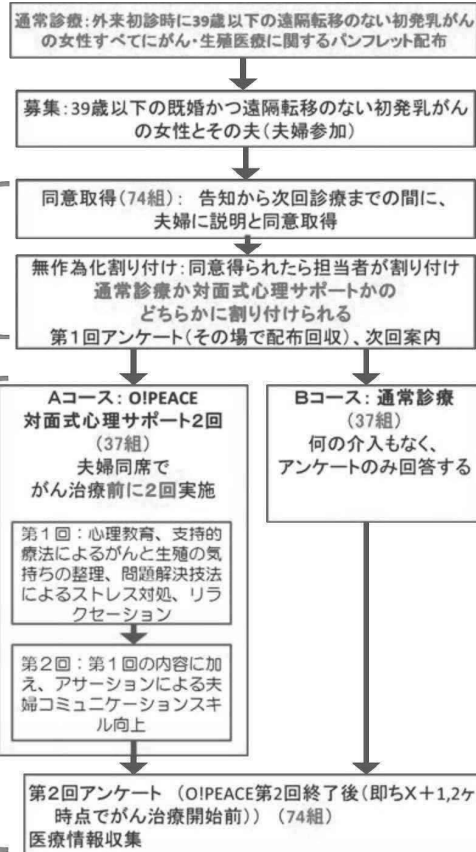 通常診療:外来初診時に39歳以下の遠隔転移のない初発乳がん
の女性すべてにがん・生殖医療に関するパンフレット配布
募集:39歳以下の既婚かつ遠隔転移のない初発乳がん
の女性とその夫(夫婦参加)
同意取得(74組): 告知から次回診療までの間に、
夫婦に説明と同意取得
無作為化割り付け:同意得られたら担当者が割り付け
通常診療か対面式心理サポートかの
どちらかに割り付けられる
第1回アンケート(その場で配布回収)、次回案内
Aコース:O!PEACE
対面式心理サポート2回
(37組)
夫婦同席で
がん治療前に2回実施
第1回:心理教育、支持的
療法によるがんと生殖の気
持ちの整理、問題解決技法
によるストレス対処、リラ
クセーション
第2回:第1回の内容に加
え、アサーションによる夫
婦コミュニケーションスキ
ル向上
Bコース:通常診療
(37組)
何の介入もなく、
アンケートのみ回答する
第2回アンケート (O!PEACE第2回終了後(即ちX+1,2ヶ
時点でがん治療開始前)) (74組)
医療情報収集